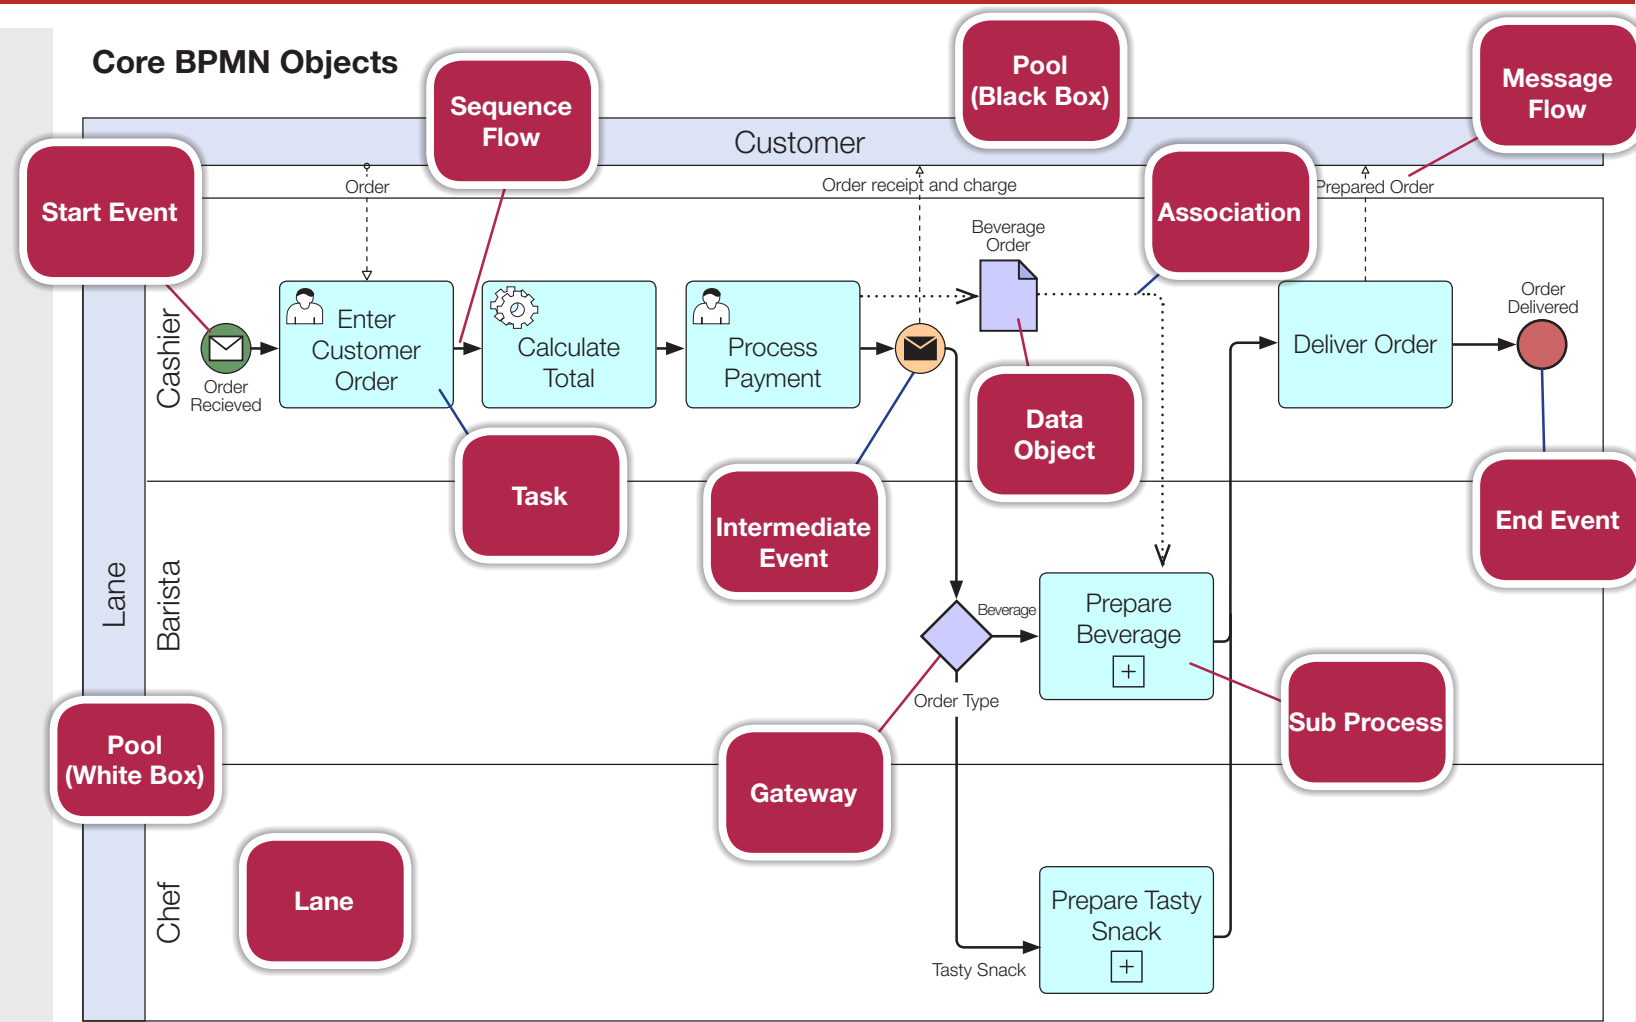 Core BPMN Objects
Sequence
Flow
Pool
(Black Box)
Message
Flow
Customer
Start Event
Order
Order receipt and charge
Association
Prepared Order
Beverage
Order
Cashier
Order
Recieved
Enter
Customer
Order
Calculate
Total
Process
Payment
Data
Object
Deliver Order
Order
Delivered
Task
Intermediate
Event
End Event
Lane
Barista
Beverage
Prepare
Beverage
Order Type
Sub Process
Pool
(White Box)
Gateway
Chef
Lane
Prepare Tasty
Snack
Tasty Snack